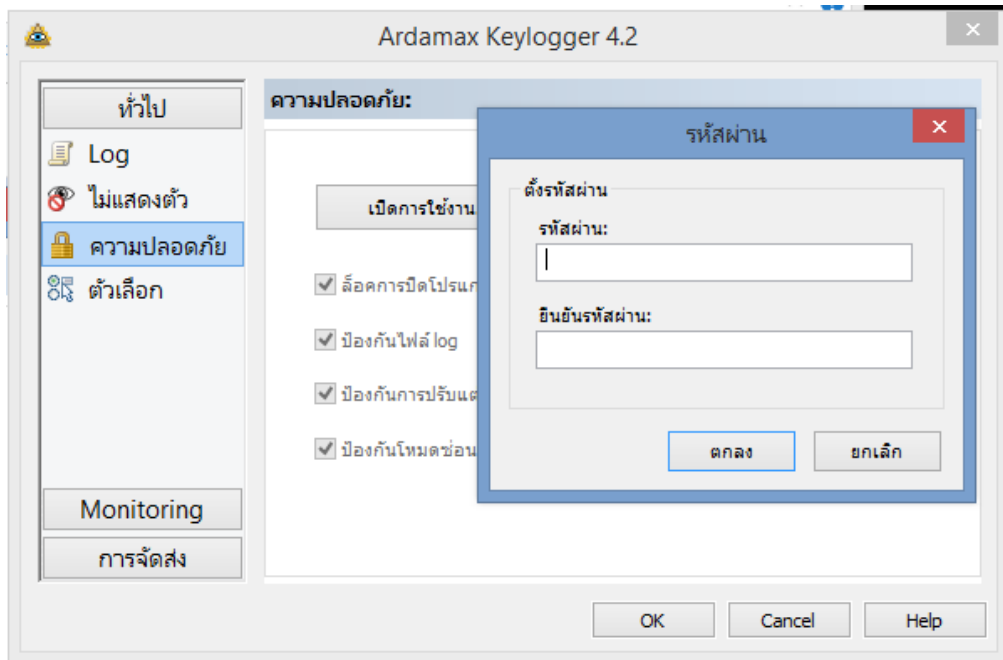 Ardamax Keylogger 4.2
ทั่วไป
Log
ไม่แสดงตัว
ความปลอดภัย
ตัวเลือก
Monitoring
การจัดส่ง
ความปลอดภัย:
เปิดการใช้งาน
ล็อคการปิดโปรแก
ป้องกันไฟล์ log
ป้องกันการปรับแต
ป้องกันโหมดซ่อน
รหัสผ่าน
ตั้งรหัสผ่าน
รหัสผ่าน:
ยืนยันรหัสผ่าน:
ตกลง
ยกเลิก
OK
Cancel
Help